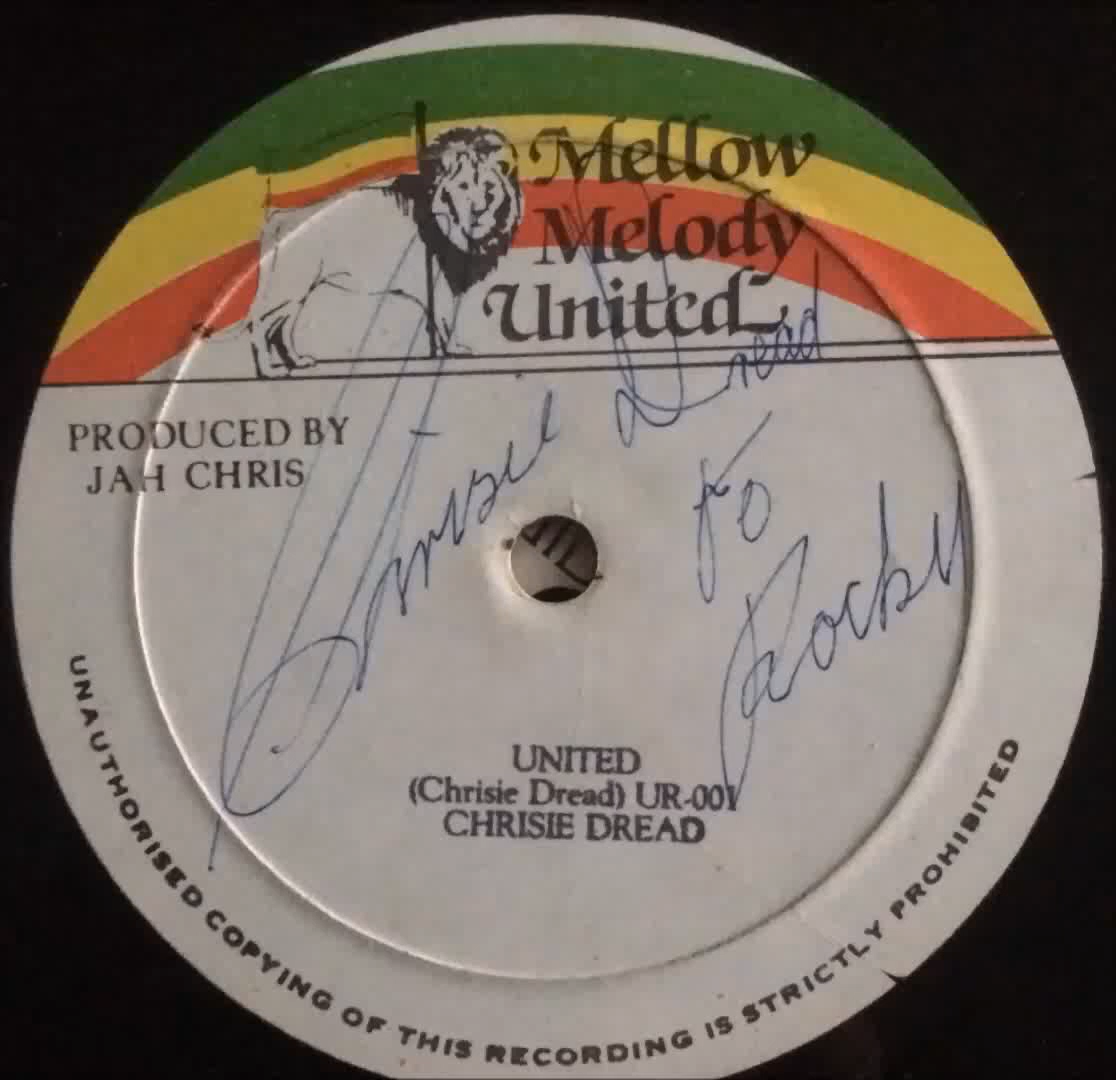 Mellow
Melody
United
PRODUCED BY
JAH CHRIS
Chrisie Dread
to
Rocky
UNITED
(Chrisie Dread) UR-001
CHRISIE DREAD
UNAUTHORISED COPYING OF THIS RECORDING IS STRICTLY PROHIBITED